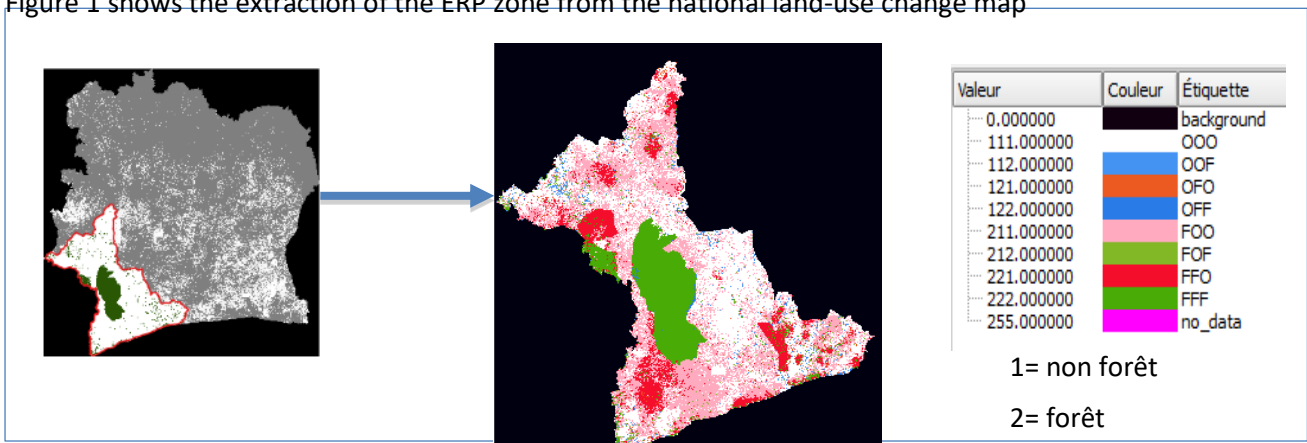 Figure 1 shows the extraction of the ERP zone from the national land-use change map
Valeur Couleur Étiquette
0.000000 background
111.000000 OOO
112.000000 OOF
121.000000 OFO
122.000000 OFF
211.000000 FOO
212.000000 FOF
221.000000 FFO
222.000000 FFF
255.000000 no_data
1= non forêt
2= forêt